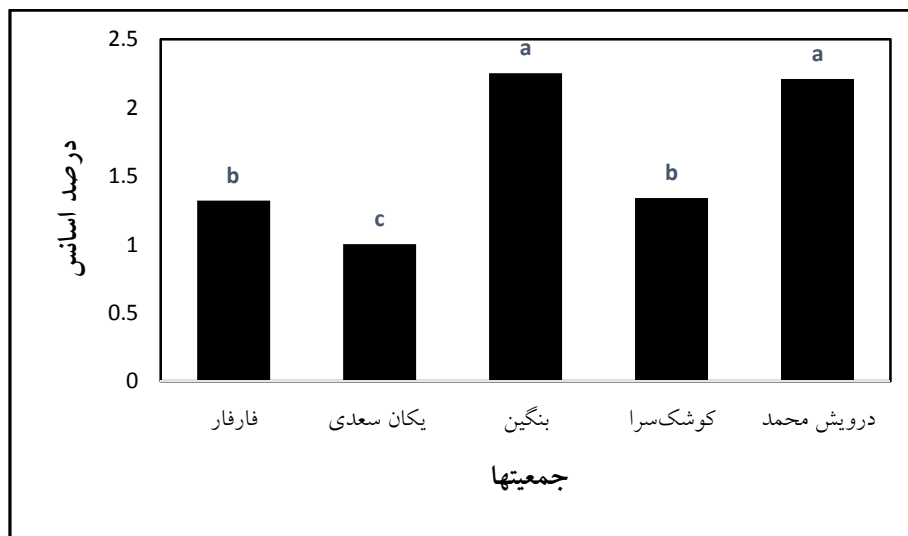 درصد اسانس
2.5
2
1.5
1
0.5
0
b
c
a
b
a
فارفار
یکان سعدی
بنگین
کوشک‌سرا
درویش محمد
جمعیتها